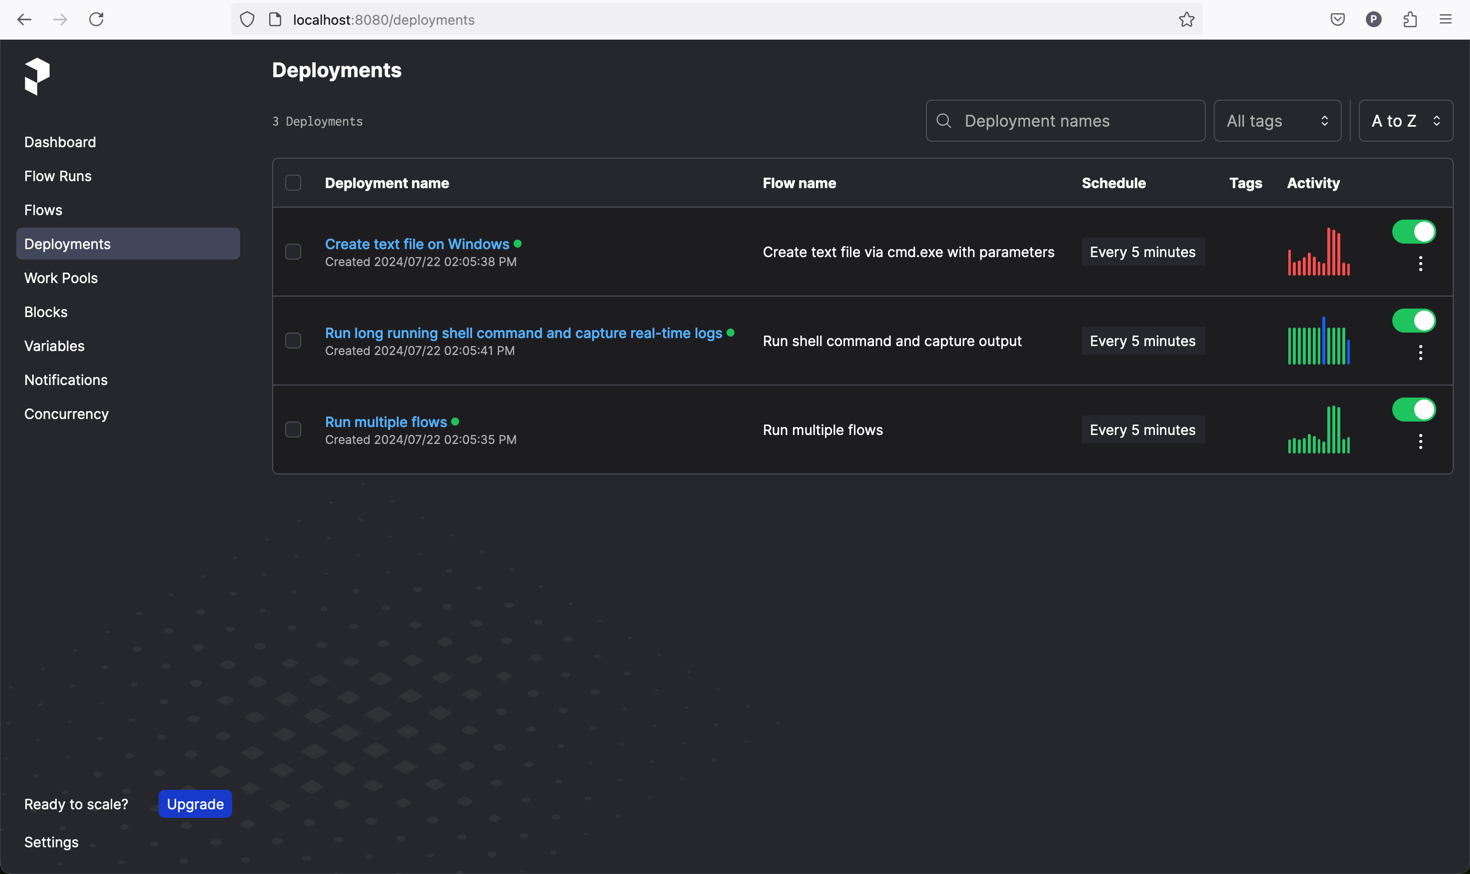 localhost:8080/deployments
P
Deployments
3 Deployments
Deployment names
All tags
A to Z
Dashboard
Flow Runs
Flows
Deployments
Work Pools
Blocks
Variables
Notifications
Concurrency
Deployment name
Flow name
Schedule
Tags
Activity
Create text file on Windows
Created 2024/07/22 02:05:38 PM
Create text file via cmd.exe with parameters
Every 5 minutes
Run long running shell command and capture real-time logs
Created 2024/07/22 02:05:41 PM
Run shell command and capture output
Every 5 minutes
Run multiple flows
Created 2024/07/22 02:05:35 PM
Run multiple flows
Every 5 minutes
Ready to scale?
Upgrade
Settings